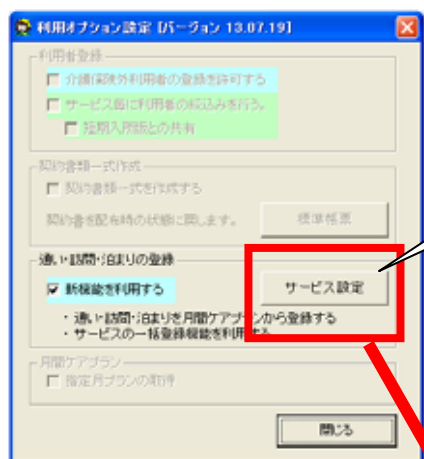 利用オプション設定 [バージョン 13.07.19]
利用者登録
介護保険外利用者の登録を許可する
サービス毎に利用者の絞込みを行う。
短期入所版との共有
契約書類一式作成
契約書類一式を作成する
契約書を配布時の状態に戻します。
標準帳票
通い・訪問・泊まりの登録
新機能を利用する
サービス設定
・通い・訪問・泊まりを月間ケアプランから登録する
・サービスの一括登録機能を利用する
月間ケアプラン
指定月プランの取得
閉じる